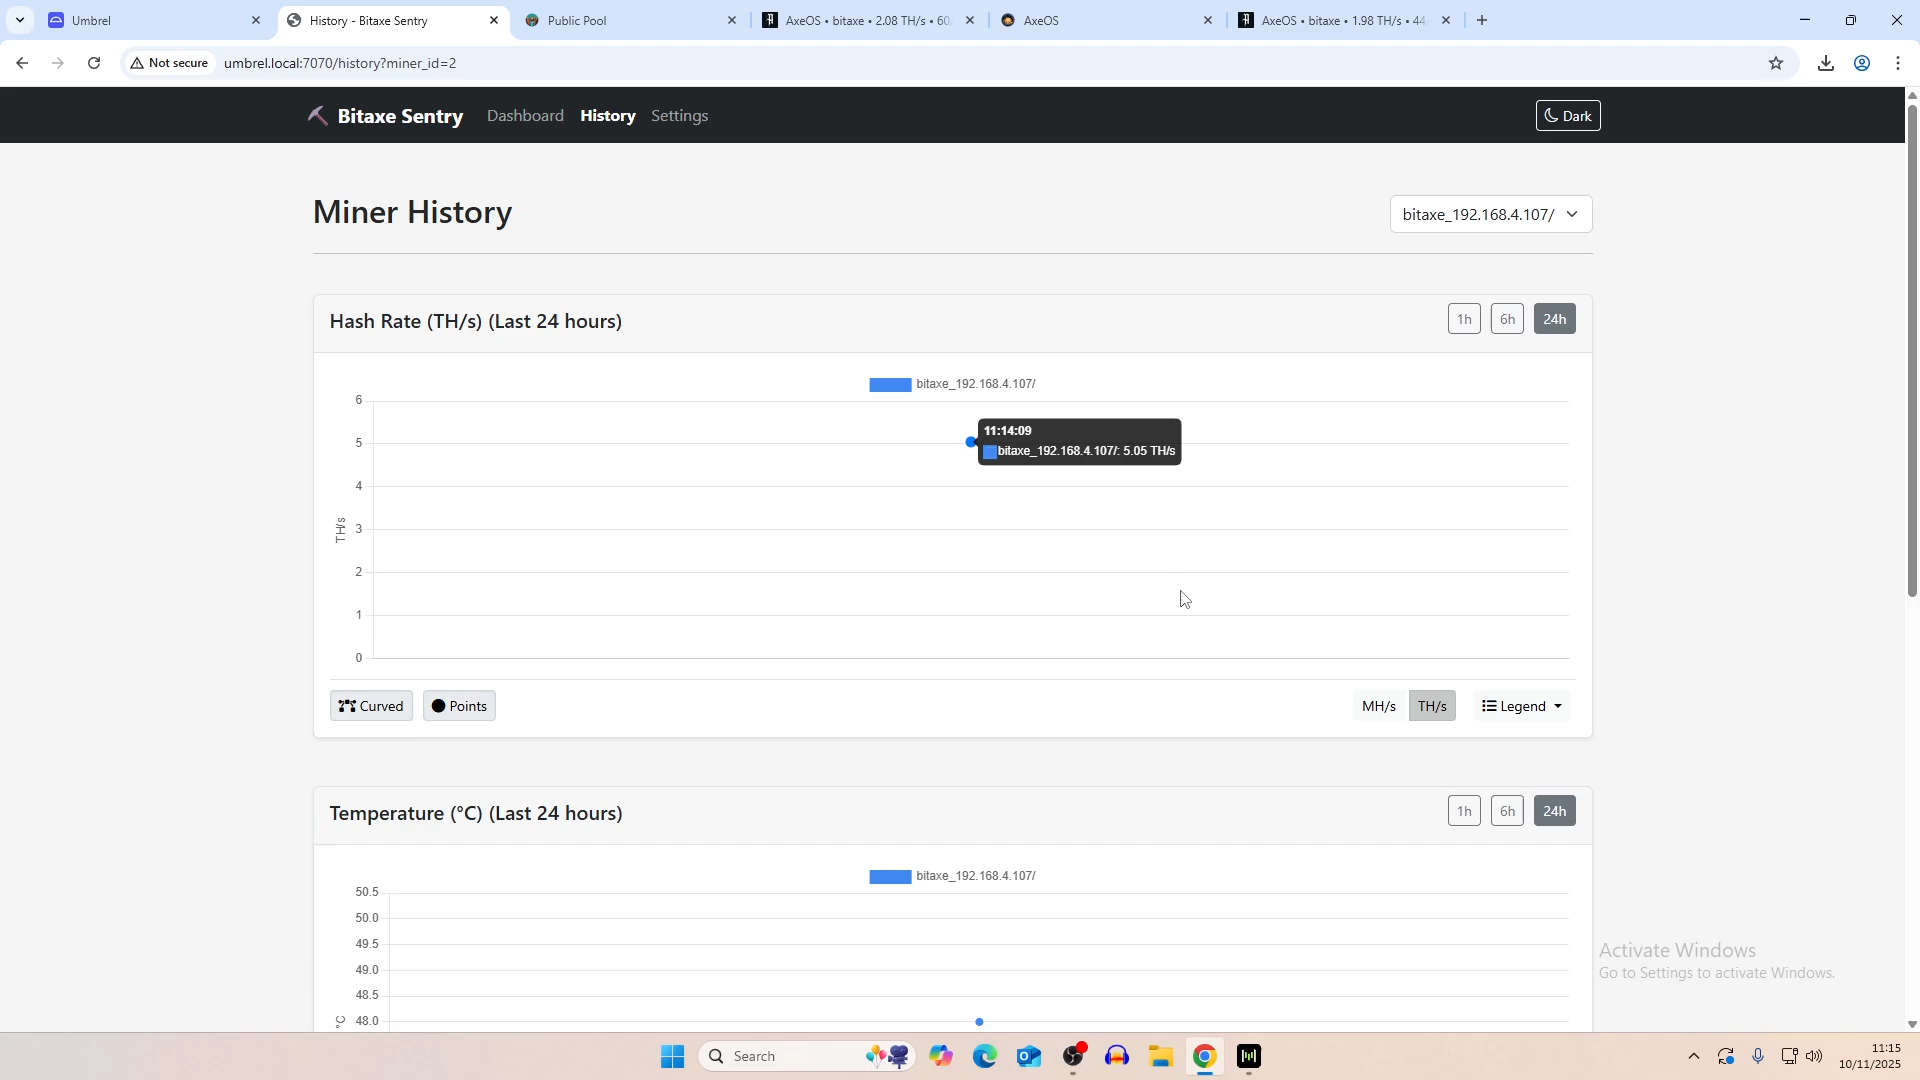 Umbrel
History - Bitaxe Sentry
Public Pool
AxeOS • bitaxe • 2.08 TH/s • 60
AxeOS
AxeOS • bitaxe • 1.98 TH/s • 44
Not secure
umbrel.local:7070/history?miner_id=2
Bitaxe Sentry
Dashboard
History
Settings
Dark
Miner History
bitaxe_192.168.4.107/
Hash Rate (TH/s) (Last 24 hours)
1h
6h
24h
bitaxe_192.168.4.107/
6
5
4
3
2
1
0
TH/s
11:14:09
bitaxe_192.168.4.107/: 5.05 TH/s
Curved
Points
MH/s
TH/s
Legend
Temperature (°C) (Last 24 hours)
1h
6h
24h
bitaxe_192.168.4.107/
50.5
50.0
49.5
49.0
48.5
48.0
°C
Activate Windows
Go to Settings to activate Windows.
Search
11:15
10/11/2025